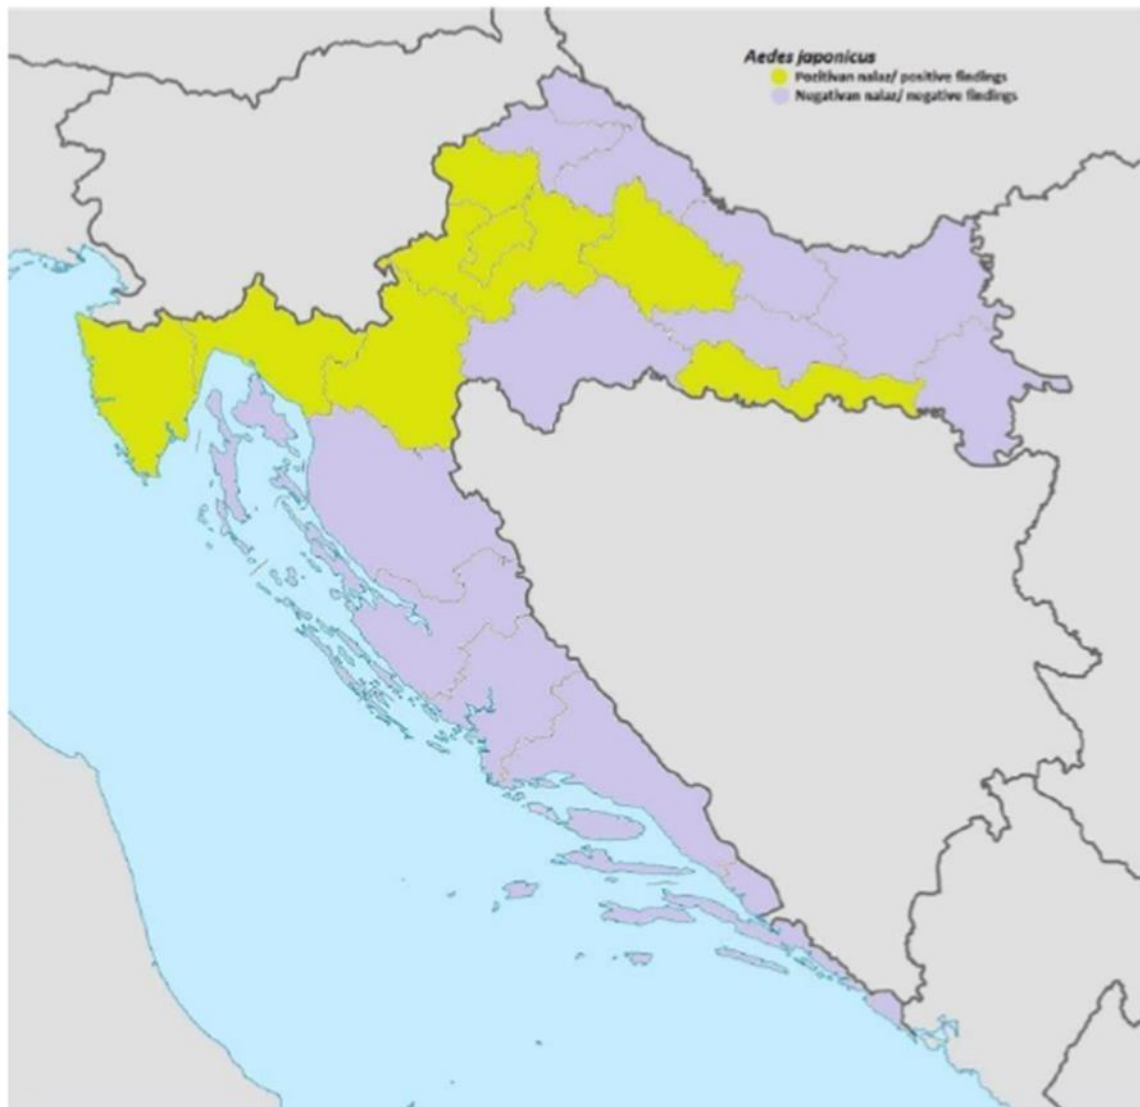 Aedes japonicus
Pozitivan nalaz/ positive findings
Negativan nalaz/ negative findings